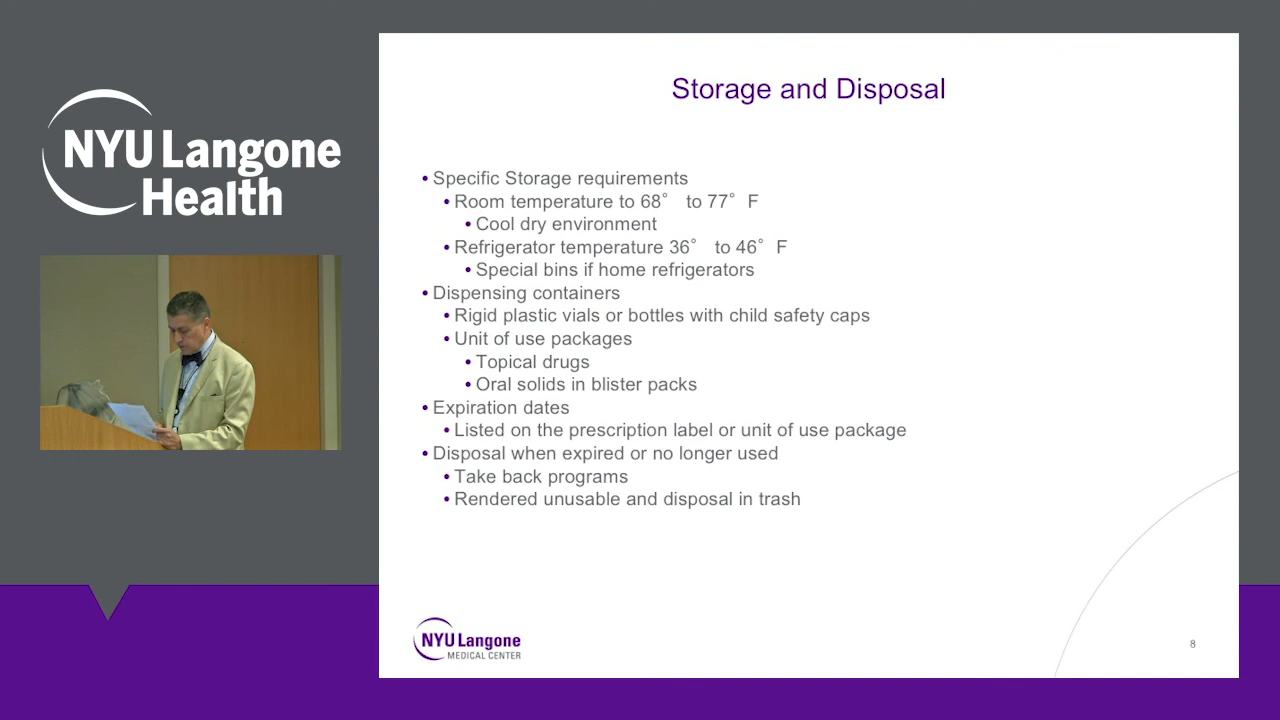 NYU Langone
Health
Storage and Disposal
• Specific Storage requirements
• Room temperature to 68° to 77° F
• Cool dry environment
• Refrigerator temperature 36° to 46° F
• Special bins if home refrigerators
• Dispensing containers
• Rigid plastic vials or bottles with child safety caps
• Unit of use packages
• Topical drugs
• Oral solids in blister packs
• Expiration dates
• Listed on the prescription label or unit of use package
• Disposal when expired or no longer used
• Take back programs
• Rendered unusable and disposal in trash
NYU Langone
MEDICAL CENTER
8